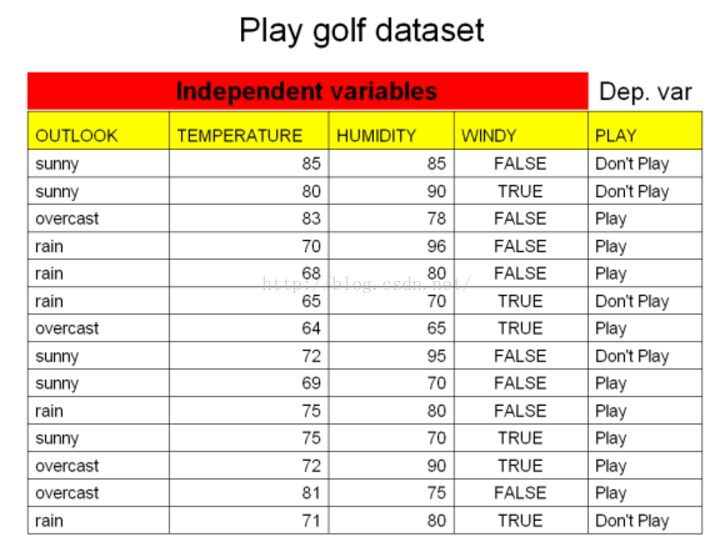 Play golf dataset
Independent variables Dep. var
OUTLOOK TEMPERATURE HUMIDITY WINDY PLAY
sunny 85 85 FALSE Don't Play
sunny 80 90 TRUE Don't Play
overcast 83 78 FALSE Play
rain 70 96 FALSE Play
rain 68 80 FALSE Play
http://blog.csdn.net/
rain 65 70 TRUE Don't Play
overcast 64 65 TRUE Play
sunny 72 95 FALSE Don't Play
sunny 69 70 FALSE Play
rain 75 80 FALSE Play
sunny 75 70 TRUE Play
overcast 72 90 TRUE Play
overcast 81 75 FALSE Play
rain 71 80 TRUE Don't Play